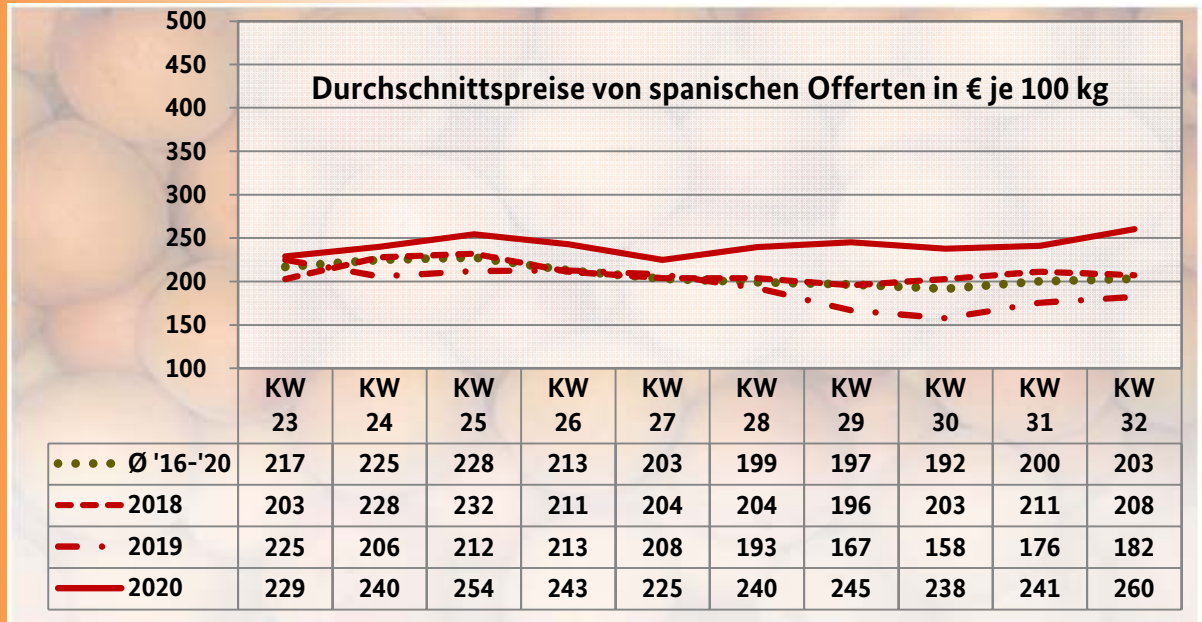 500
450
400
350
300
250
200
150
100
Durchschnittspreise von spanischen Offerten in € je 100 kg
KW 23 KW 24 KW 25 KW 26 KW 27 KW 28 KW 29 KW 30 KW 31 KW 32
Ø '16-'20 217 225 228 213 203 199 197 192 200 203
2018 203 228 232 211 204 204 196 203 211 208
2019 225 206 212 213 208 193 167 158 176 182
2020 229 240 254 243 225 240 245 238 241 260